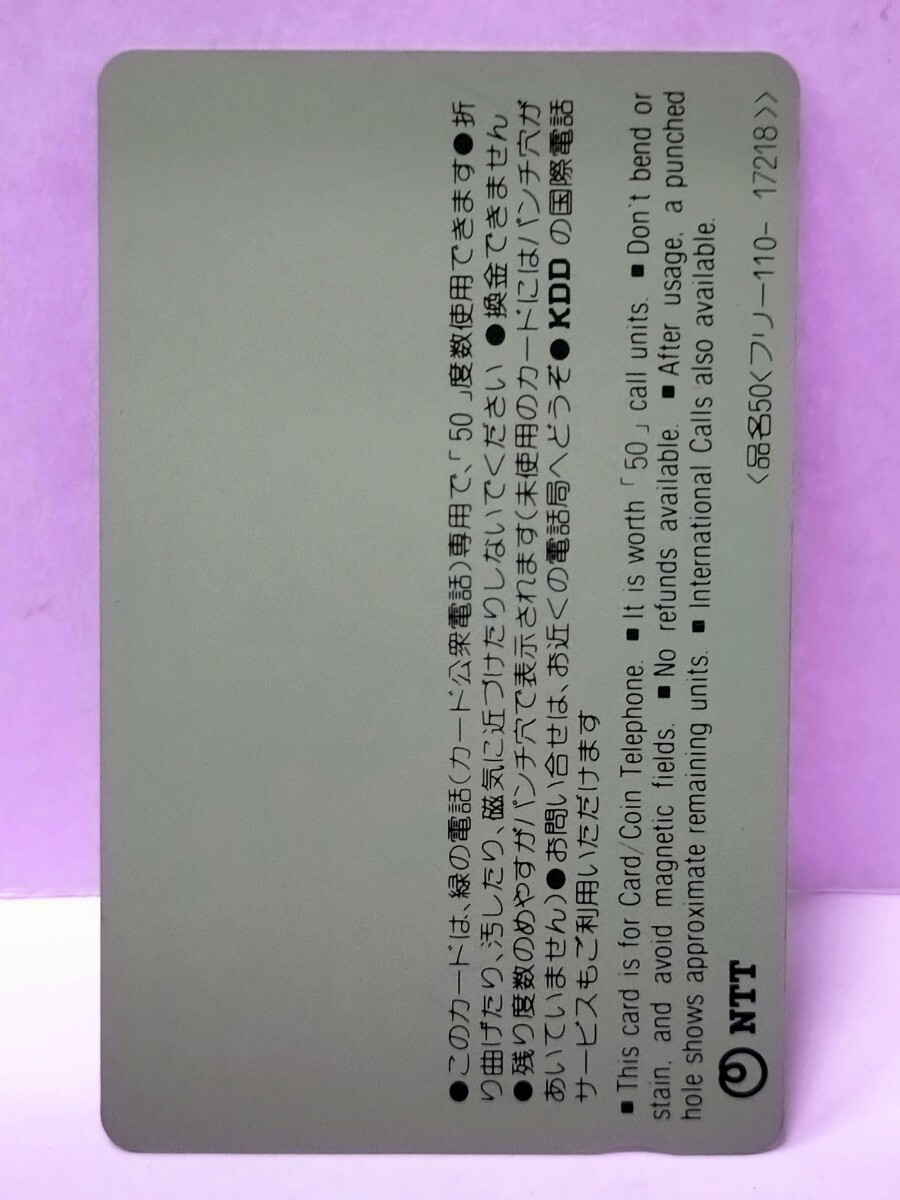 ●このカードは、緑の電話(カード公衆電話)専用で、「50」度数使用できます●折
り曲げたり、汚したり、磁気に近づけたりしないでください ●換金できません
●残り度数のめやすがパンチ穴で表示されます(未使用のカードにはパンチ穴が
あいていません)●お問い合せは、お近くの電話局へどうぞ●KDDの国際電話
サービスもご利用いただけます
■This card is for Card/Coin Telephone. ■It is worth「50」call units. ■Don't bend or
stain, and avoid magnetic fields. ■No refunds available. ■After usage, a punched
hole shows approximate remaining units. ■International Calls also available.
NTT
<品名50<フリー110- 17218>>